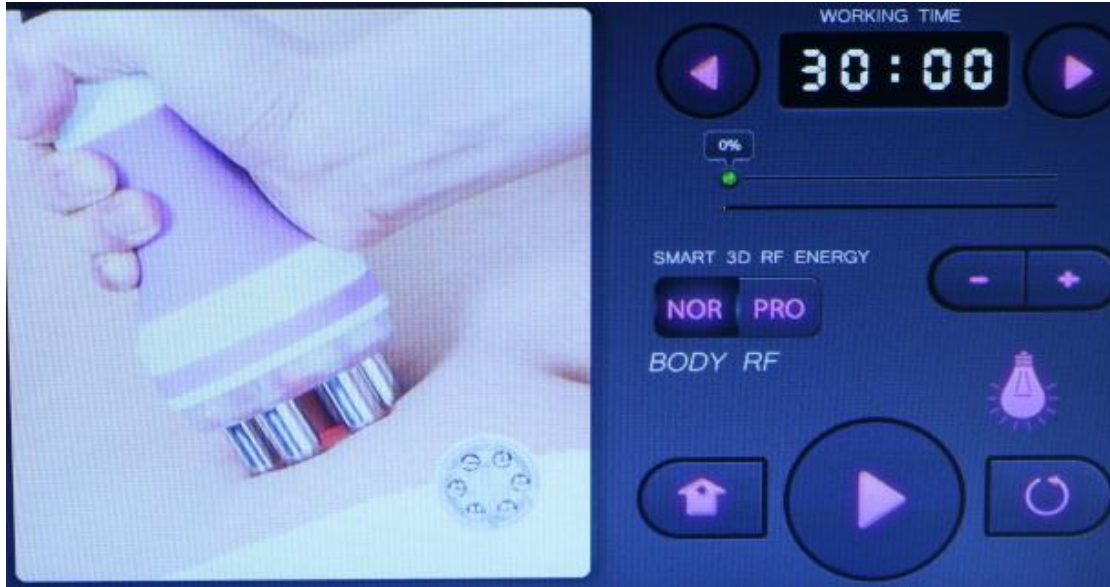 WORKING TIME
30:00
0%
SMART 3D RF ENERGY
NOR PRO
BODY RF